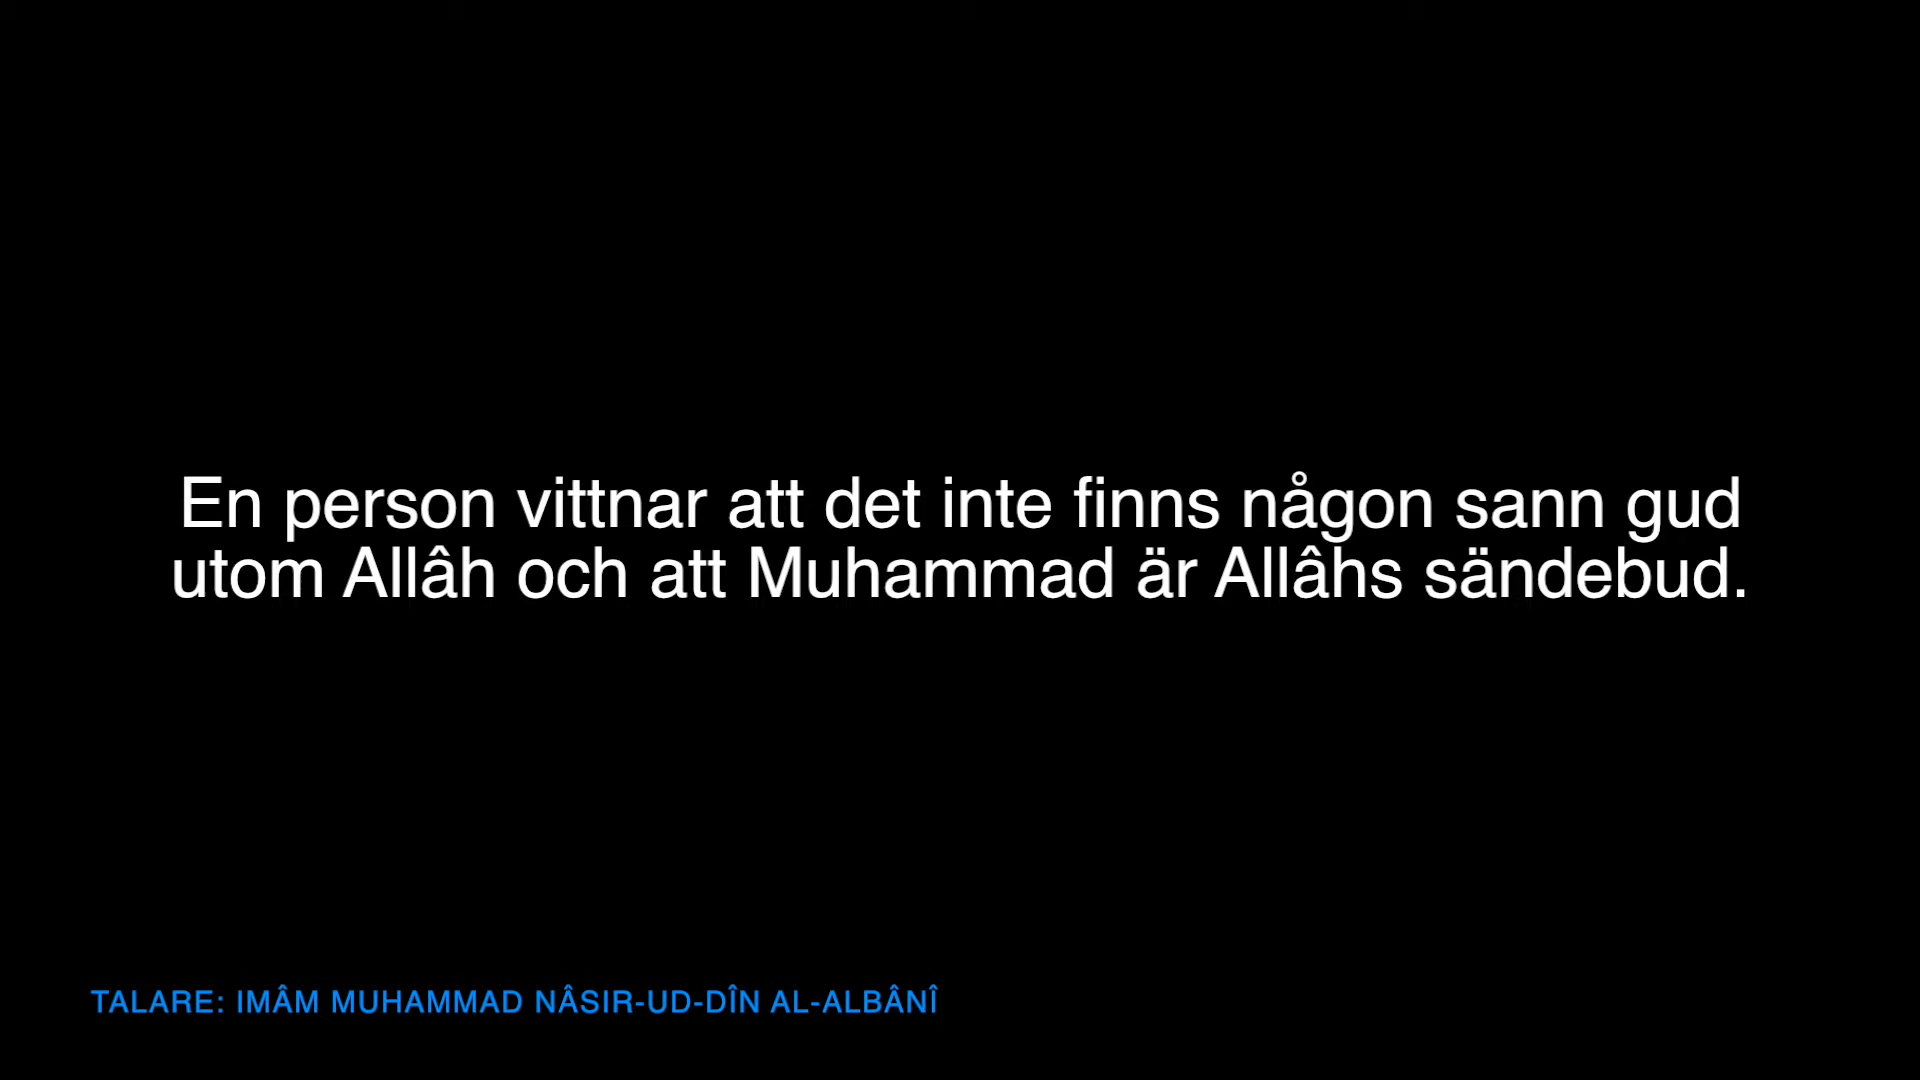 En person vittnar att det inte finns någon sann gud
utom Allâh och att Muhammad är Allâhs sändebud.
TALARE: IMÂM MUHAMMAD NÂSIR-UD-DÎN AL-ALBÂNÎ